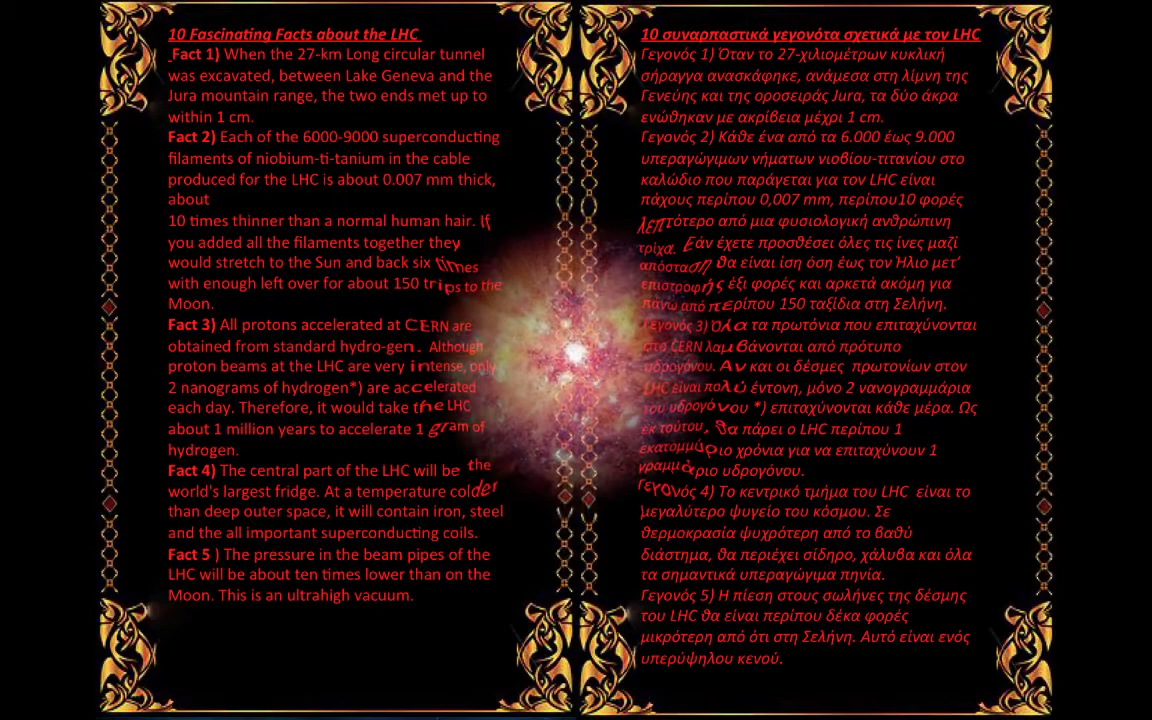 10 Fascinating Facts about the LHC
Fact 1) When the 27-km Long circular tunnel
was excavated, between Lake Geneva and the
Jura mountain range, the two ends met up to
within 1 cm.
Fact 2) Each of the 6000-9000 superconducting
filaments of niobium-ti-tanium in the cable
produced for the LHC is about 0.007 mm thick,
about
10 times thinner than a normal human hair. If
you added all the filaments together they
would stretch to the Sun and back six times
with enough left over for about 150 trips to the
Moon.
Fact 3) All protons accelerated at CERN are
obtained from standard hydro-gen. Although
proton beams at the LHC are very intense, only
2 nanograms of hydrogen*) are accelerated
each day. Therefore, it would take the LHC
about 1 million years to accelerate 1 gram of
hydrogen.
Fact 4) The central part of the LHC will be the
world's largest fridge. At a temperature colder
than deep outer space, it will contain iron, steel
and the all important superconducting coils.
Fact 5 ) The pressure in the beam pipes of the
LHC will be about ten times lower than on the
Moon. This is an ultrahigh vacuum.
10 συναρπαστικά γεγονότα σχετικά με τον LHC
Γεγονός 1) Όταν το 27-χιλιομέτρων κυκλική
σήραγγα ανασκάφηκε, ανάμεσα στη λίμνη της
Γενεύης και της οροσειράς Jura, τα δύο άκρα
ενώθηκαν με ακρίβεια μέχρι 1 cm.
Γεγονός 2) Κάθε ένα από τα 6.000 έως 9.000
υπεραγώγιμων νήματων νιοβίου-τιτανίου στο
καλώδιο που παράγεται για τον LHC είναι
πάχους περίπου 0,007 mm, περίπου10 φορές
λεπτότερο από μια φυσιολογική ανθρώπινη
τρίχα. Εάν έχετε προσθέσει όλες τις ίνες μαζί
απόσταση θα είναι ίση όση έως τον Ήλιο μετ’
επιστροφής έξι φορές και αρκετά ακόμη για
πάνω από περίπου 150 ταξίδια στη Σελήνη.
Γεγονός 3) Όλα τα πρωτόνια που επιταχύνονται
στο CERN λαμβάνονται από πρότυπο
υδρογόνου. Αν και οι δέσμες πρωτονίων στον
LHC είναι πολύ έντονη, μόνο 2 νανογραμμάρια
του υδρογόνου *) επιταχύνονται κάθε μέρα. Ως
εκ τούτου, θα πάρει ο LHC περίπου 1
εκατομμύριο χρόνια για να επιταχύνουν 1
γραμμάριο υδρογόνου.
Γεγονός 4) Το κεντρικό τμήμα του LHC είναι το
μεγαλύτερο ψυγείο του κόσμου. Σε
θερμοκρασία ψυχρότερη από το βαθύ
διάστημα, θα περιέχει σίδηρο, χάλυβα και όλα
τα σημαντικά υπεραγώγιμα πηνία.
Γεγονός 5) Η πίεση στους σωλήνες της δέσμης
του LHC θα είναι περίπου δέκα φορές
μικρότερη από ότι στη Σελήνη. Αυτό είναι ενός
υπερύψηλου κενού.